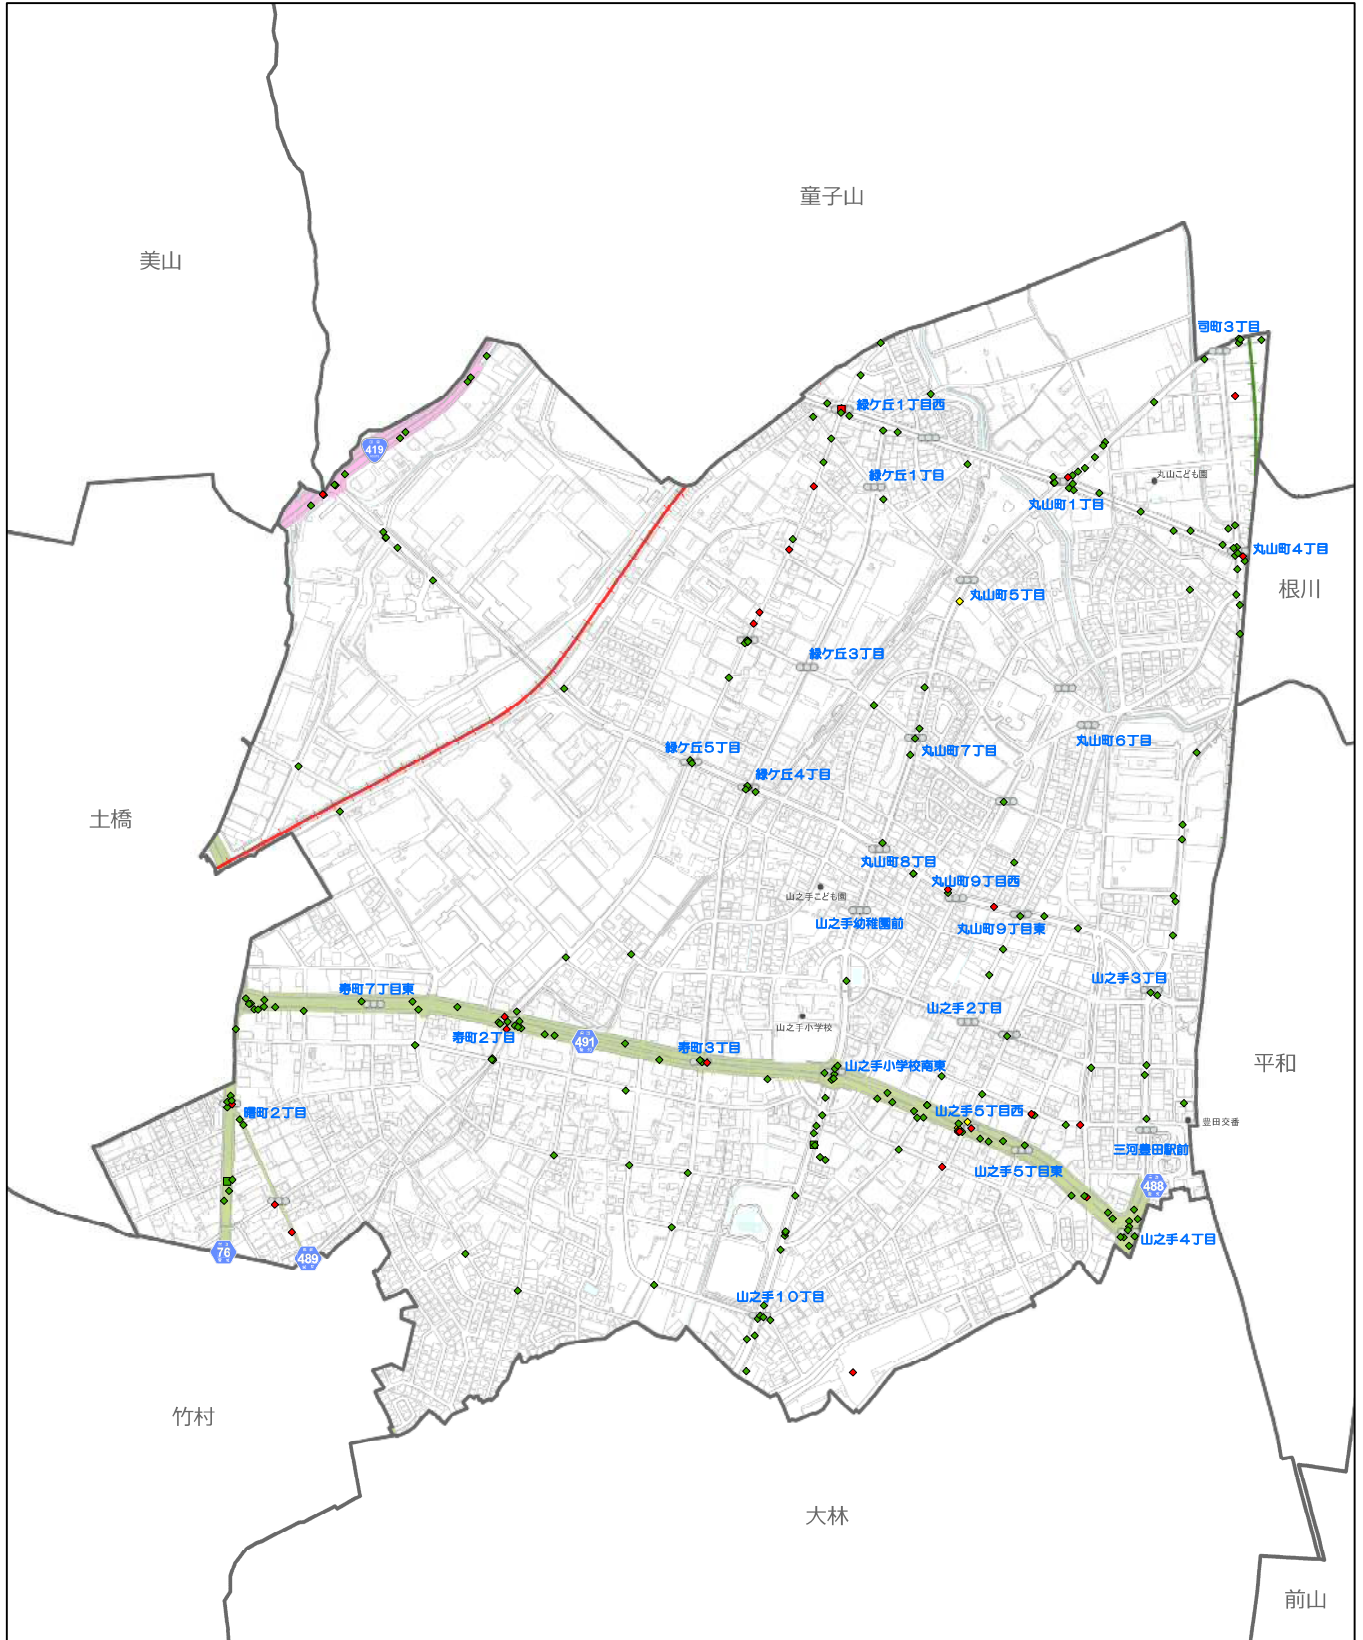 童子山
美山
司町3丁目
緑ケ丘1丁目西
419
緑ケ丘1丁目
丸山こども園
丸山町1丁目
丸山町4丁目
根川
丸山町5丁目
緑ケ丘3丁目
丸山町6丁目
緑ケ丘5丁目
丸山町7丁目
緑ケ丘4丁目
土橋
丸山町8丁目
丸山町9丁目西
山之手こども園
山之手幼稚園前
丸山町9丁目東
山之手3丁目
寿町7丁目東
山之手2丁目
山之手小学校
寿町2丁目
491
寿町3丁目
山之手小学校南東
平和
曙町2丁目
山之手5丁目西
豊田交番
三河豊田駅前
山之手5丁目東
488
山之手4丁目
76
489
山之手10丁目
竹村
大林
前山